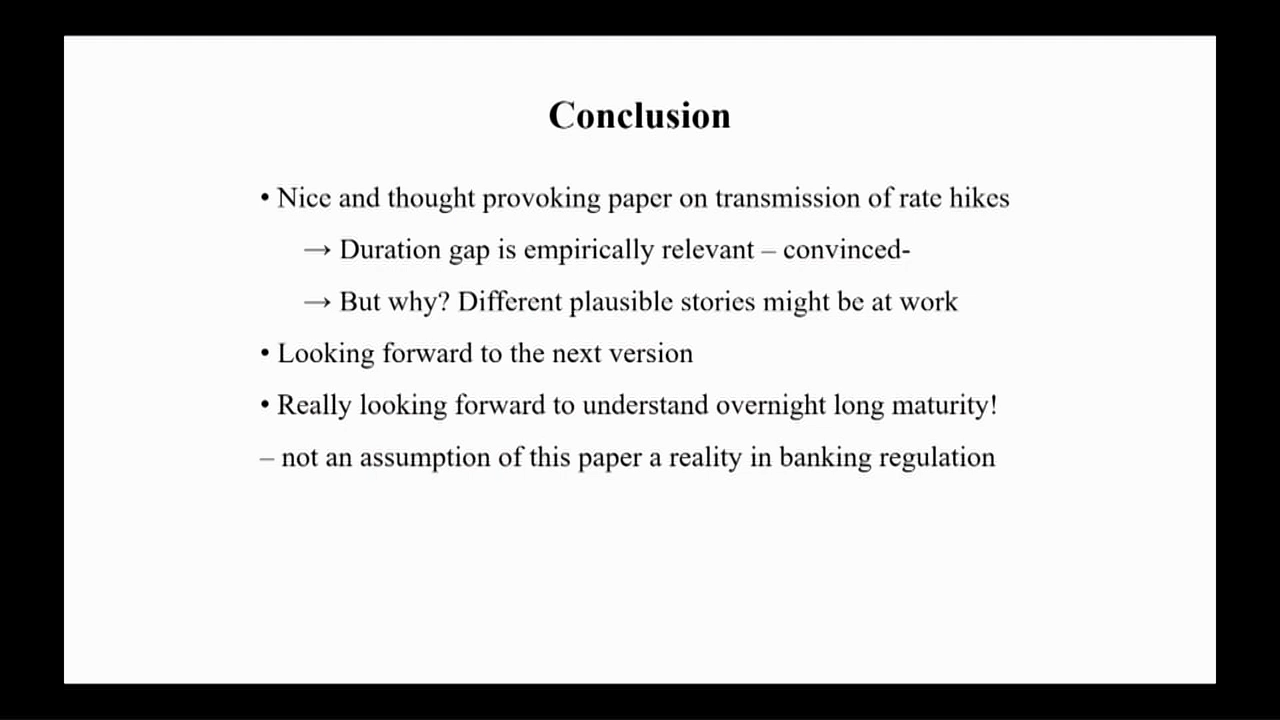 Conclusion
• Nice and thought provoking paper on transmission of rate hikes
→ Duration gap is empirically relevant – convinced-
→ But why? Different plausible stories might be at work
• Looking forward to the next version
• Really looking forward to understand overnight long maturity!
– not an assumption of this paper a reality in banking regulation